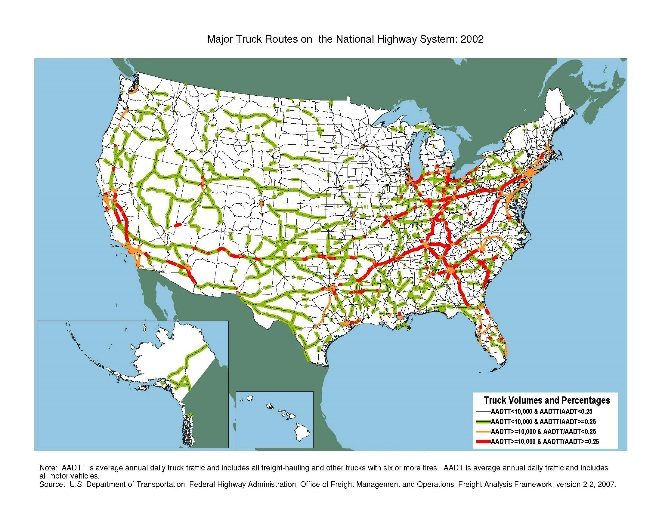 Major Truck Routes on the National Highway System: 2002
Truck Volumes and Percentages
AADTT<10,000 & AADTT/AADT<0.25
AADTT<10,000 & AADTT/AADT>=0.25
AADTT>=10,000 & AADTT/AADT<0.25
AADTT>=10,000 & AADTT/AADT>=0.25
Note: AADTT is average annual daily truck traffic and includes all freight-hauling and other trucks with six or more tires. AADT is average annual daily traffic and includes
all motor vehicles.
Source: U.S. Department of Transportation, Federal Highway Administration, Office of Freight Management and Operations, Freight Analysis Framework, version 2.2, 2007.